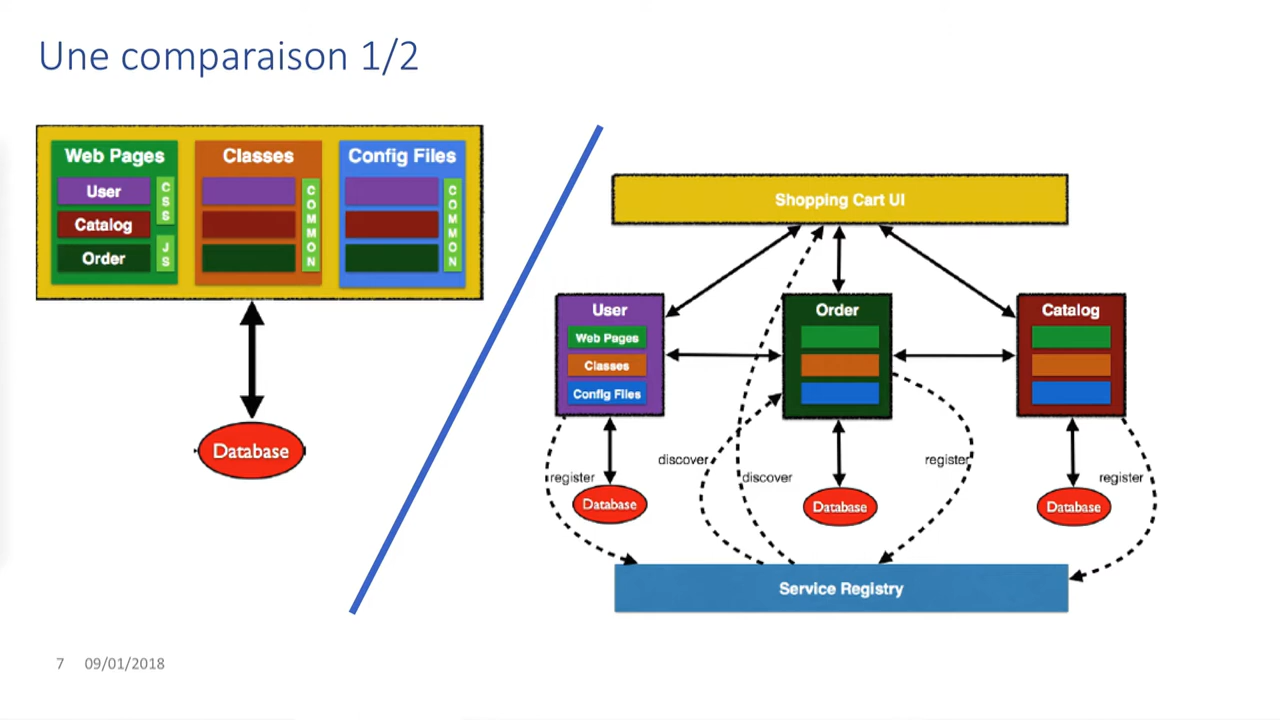 Une comparaison 1/2
Web Pages
User
Catalog
Order
CSS
JS
Classes
COMMON
Config Files
COMMON
Database
Shopping Cart UI
User
Web Pages
Classes
Config Files
Order
Catalog
discover
register
discover
register
register
Database
Database
Database
Service Registry
7 09/01/2018